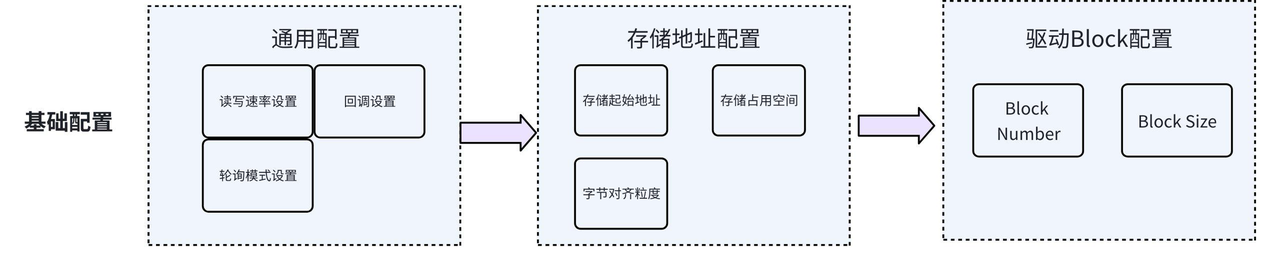 基础配置
通用配置
读写速率设置
回调设置
轮询模式设置
存储地址配置
存储起始地址
存储占用空间
字节对齐粒度
驱动Block配置
Block
Number
Block Size